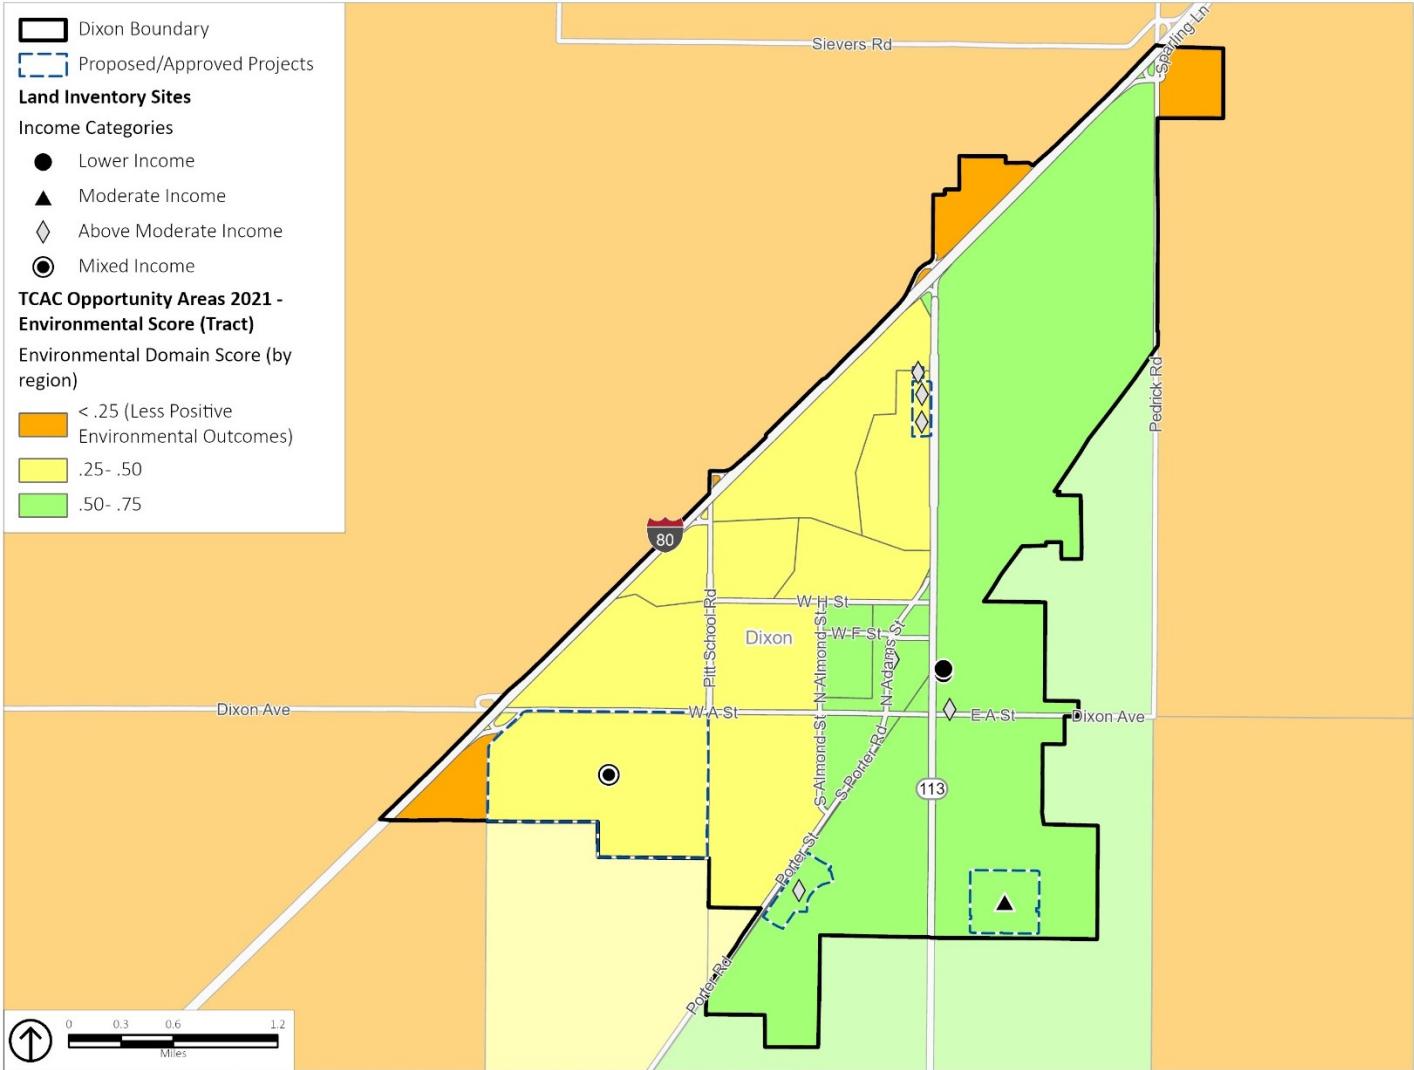 Dixon Boundary
Proposed/Approved Projects
Land Inventory Sites
Income Categories
Lower Income
Moderate Income
Above Moderate Income
Mixed Income
TCAC Opportunity Areas 2021 -
Environmental Score (Tract)
Environmental Domain Score (by
region)
< .25 (Less Positive
Environmental Outcomes)
.25- .50
.50- .75
Sievers Rd
Sparling Ln
Pedrick Rd
80
Pitt School Rd
W H St
Dixon
W F St
N Almond St
N Adams St
Dixon Ave
W A St
E A St
Dixon Ave
S Almond St
S Porter Rd
113
Porter St
Porter Rd
0 0.3 0.6 1.2
Miles